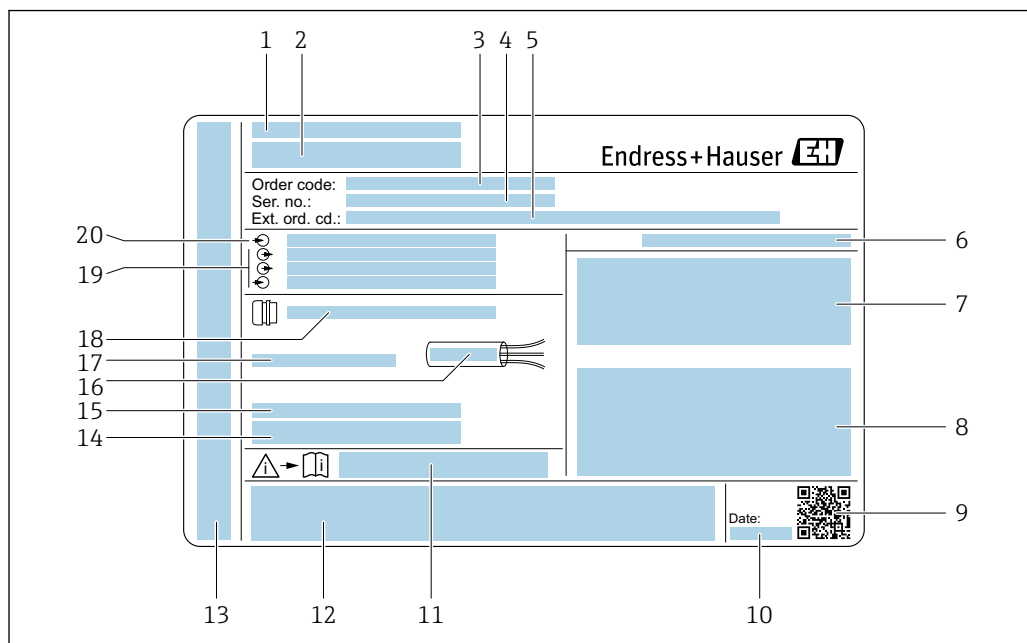 1 2 3 4 5
Endress+Hauser EH
Order code:
Ser. no.:
Ext. ord. cd.:
20
6
19
7
18
17
16
15
8
14
i i
9
Date:
13 12 11 10